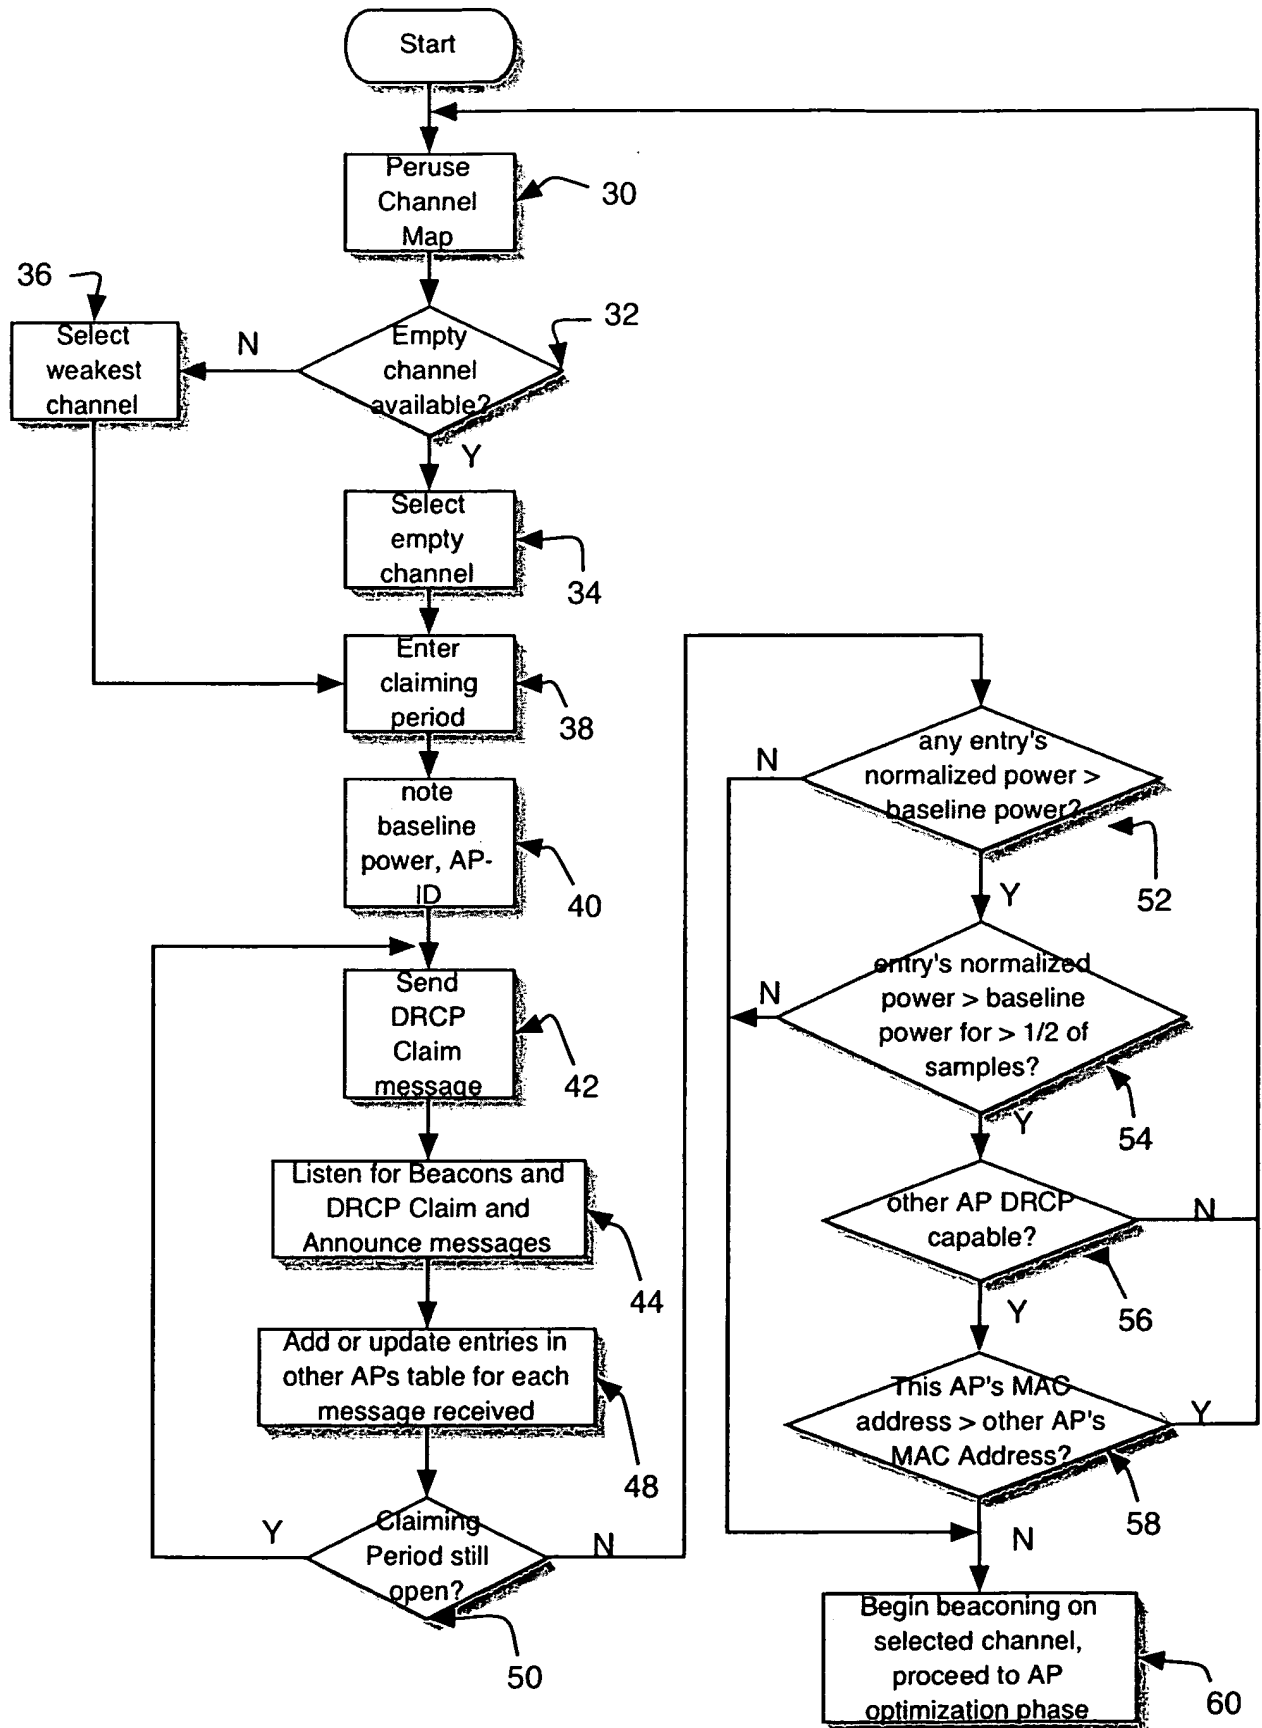 Start
Peruse
Channel
Map
30
36
Select
weakest
channel
N
Empty
channel
available?
32
Y
Select
empty
channel
34
Enter
claiming
period
38
note
baseline
power, AP-
ID
40
Send
DRCP
Claim
message
42
Listen for Beacons and
DRCP Claim and
Announce messages
44
Add or update entries in
other APs table for each
message received
48
Y
Claiming
Period still
open?
N
50
N
any entry's
normalized power >
baseline power?
52
Y
N
entry's normalized
power > baseline
power for > 1/2 of
samples?
54
Y
other AP DRCP
capable?
N
56
Y
This AP's MAC
address > other AP's
MAC Address?
Y
58
N
Begin beaconing on
selected channel,
proceed to AP
optimization phase
60